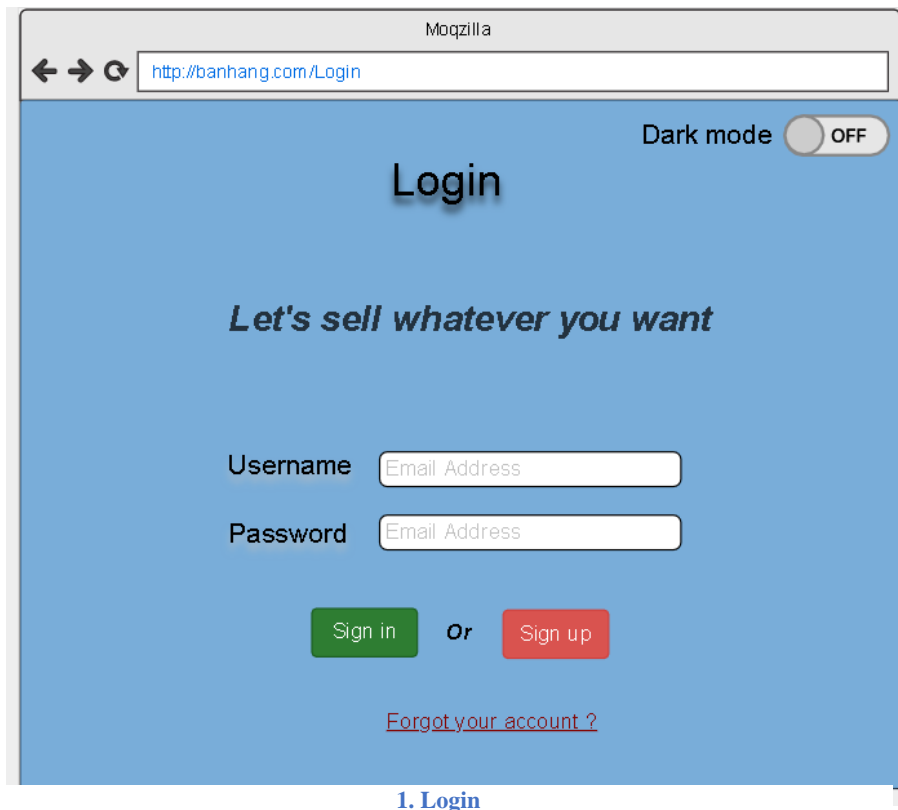 Moqzilla
http://banhang.com/Login
Dark mode OFF
Login
Let's sell whatever you want
Username Email Address
Password Email Address
Sign in Or Sign up
Forgot your account ?
1. Login